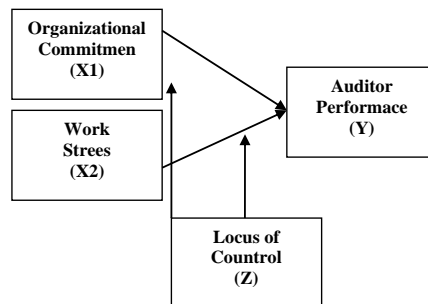 Organizational
Commitmen
(X1)
Work
Strees
(X2)
Auditor
Performace
(Y)
Locus of
Countrol
(Z)